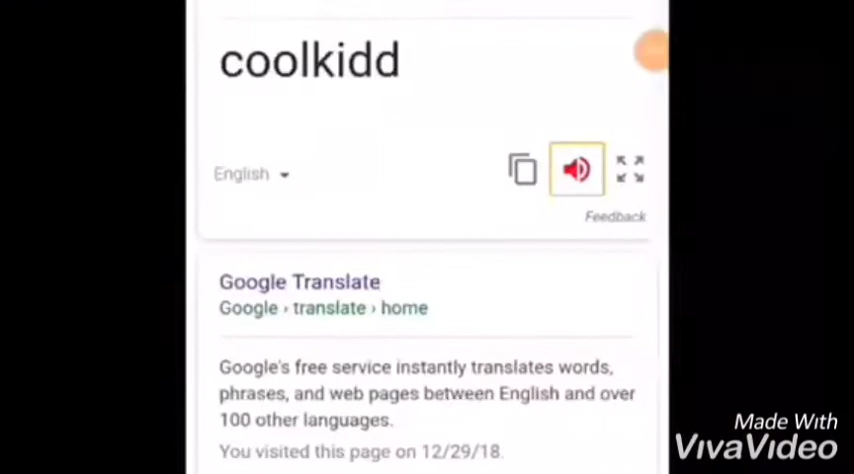 coolkidd
English
Feedback
Google Translate
Google › translate › home
Google's free service instantly translates words,
phrases, and web pages between English and over
100 other languages.
You visited this page on 12/29/18.
Made With
VivaVideo